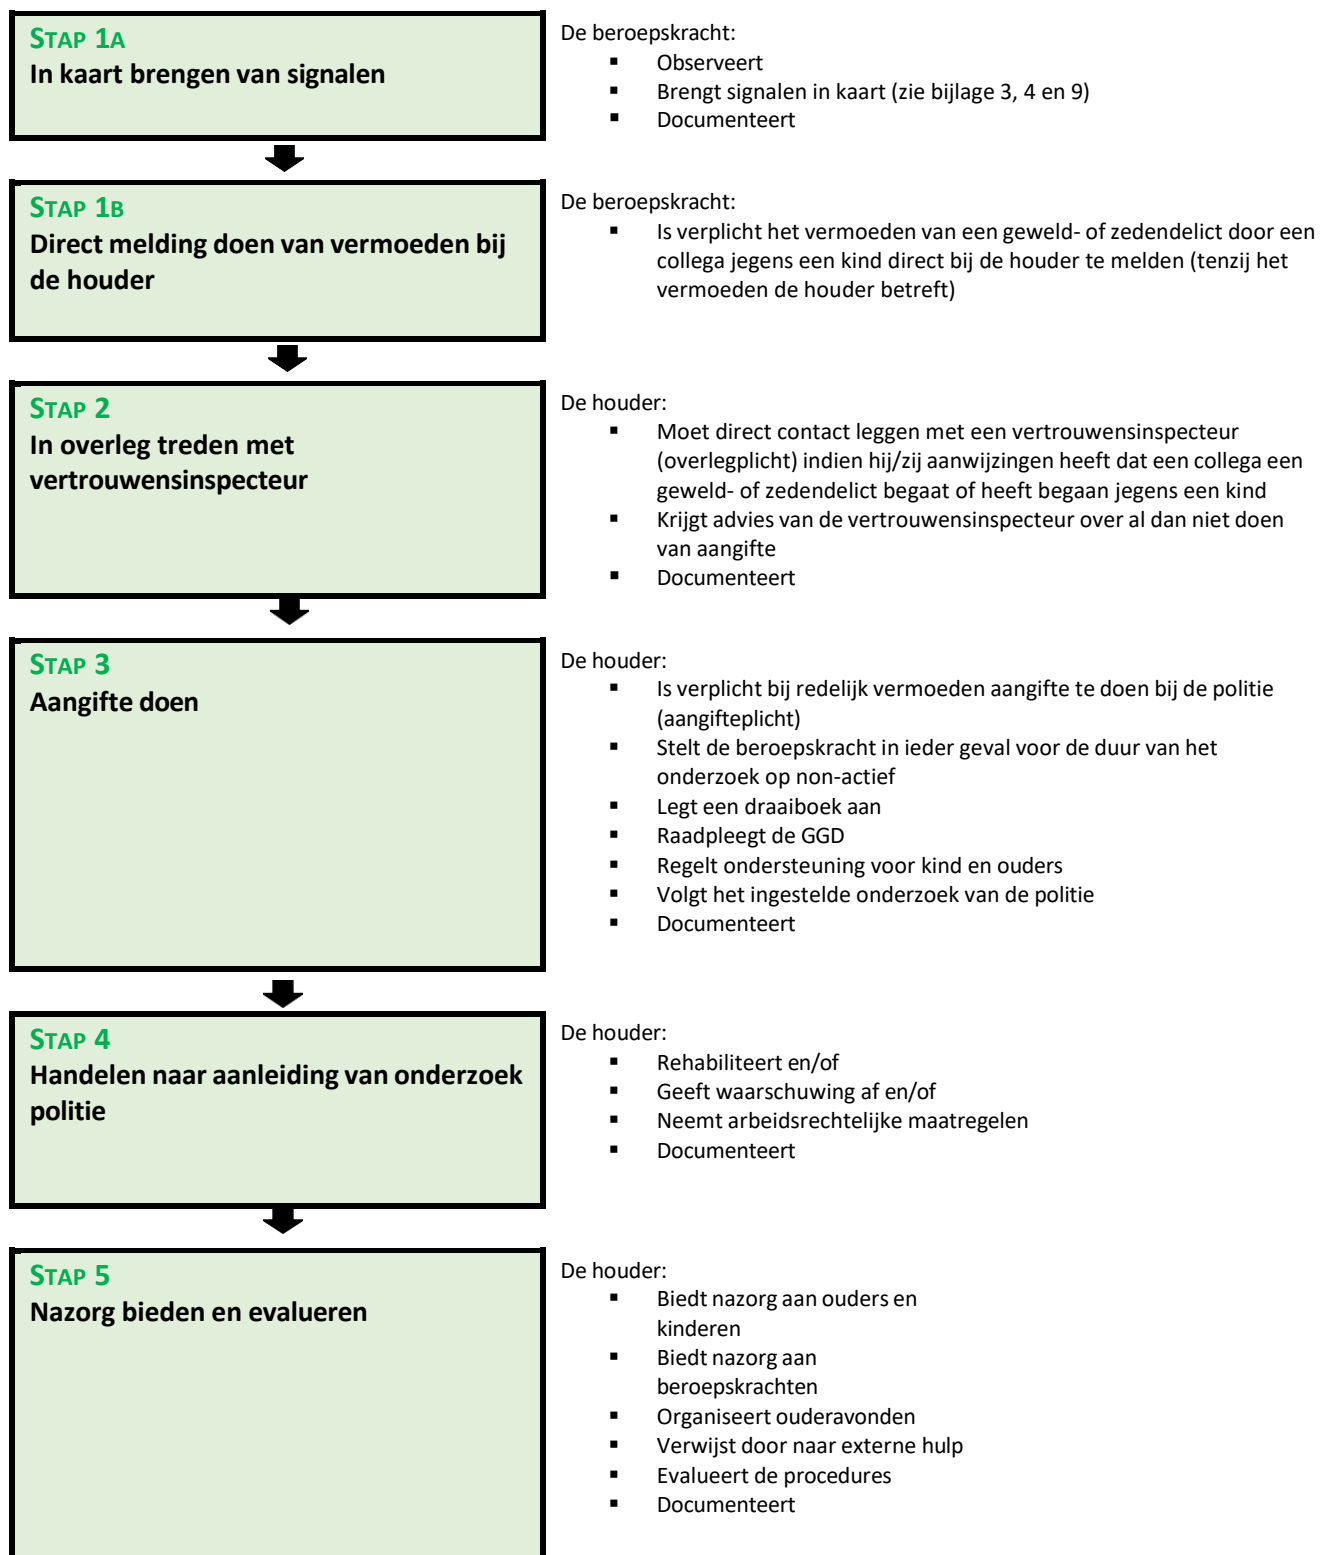 STAP 1A
In kaart brengen van signalen
De beroepskracht:
▪ Observeert
▪ Brengt signalen in kaart (zie bijlage 3, 4 en 9)
▪ Documenteert
STAP 1B
Direct melding doen van vermoeden bij
de houder
De beroepskracht:
▪ Is verplicht het vermoeden van een geweld- of zedendelict door een
collega jegens een kind direct bij de houder te melden (tenzij het
vermoeden de houder betreft)
STAP 2
In overleg treden met
vertrouwensinspecteur
De houder:
▪ Moet direct contact leggen met een vertrouwensinspecteur
(overlegplicht) indien hij/zij aanwijzingen heeft dat een collega een
geweld- of zedendelict begaat of heeft begaan jegens een kind
▪ Krijgt advies van de vertrouwensinspecteur over al dan niet doen
van aangifte
▪ Documenteert
STAP 3
Aangifte doen
De houder:
▪ Is verplicht bij redelijk vermoeden aangifte te doen bij de politie
(aangifteplicht)
▪ Stelt de beroepskracht in ieder geval voor de duur van het
onderzoek op non-actief
▪ Legt een draaiboek aan
▪ Raadpleegt de GGD
▪ Regelt ondersteuning voor kind en ouders
▪ Volgt het ingestelde onderzoek van de politie
▪ Documenteert
STAP 4
Handelen naar aanleiding van onderzoek
politie
De houder:
▪ Rehabiliteert en/of
▪ Geeft waarschuwing af en/of
▪ Neemt arbeidsrechtelijke maatregelen
▪ Documenteert
STAP 5
Nazorg bieden en evalueren
De houder:
▪ Biedt nazorg aan ouders en
kinderen
▪ Biedt nazorg aan
beroepskrachten
▪ Organiseert ouderavonden
▪ Verwijst door naar externe hulp
▪ Evalueert de procedures
▪ Documenteert